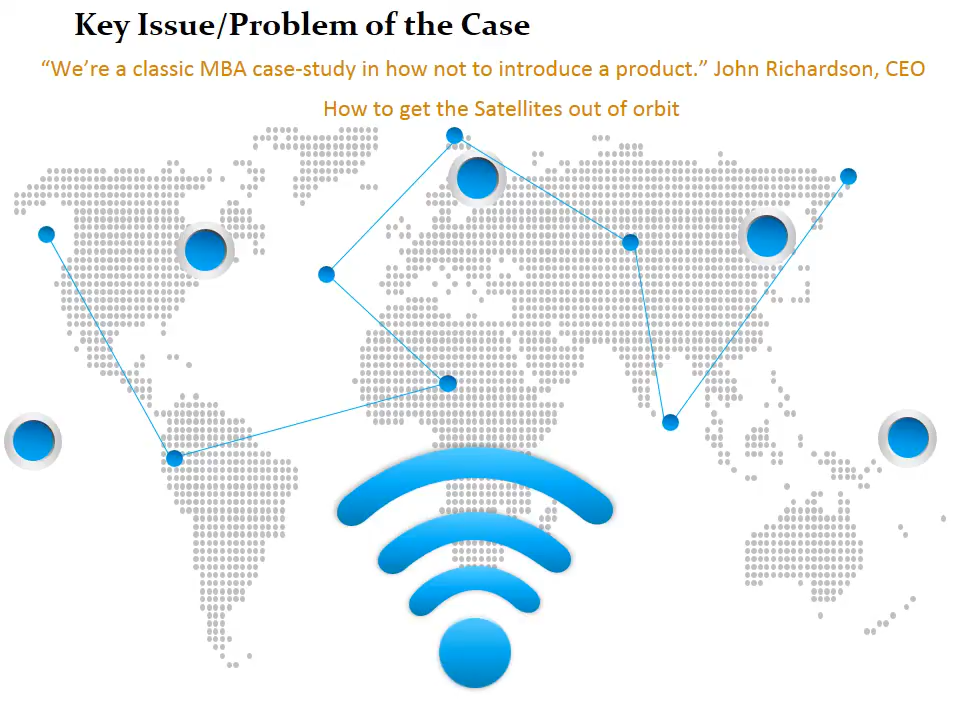 Key Issue/Problem of the Case
“We’re a classic MBA case-study in how not to introduce a product.” John Richardson, CEO
How to get the Satellites out of orbit